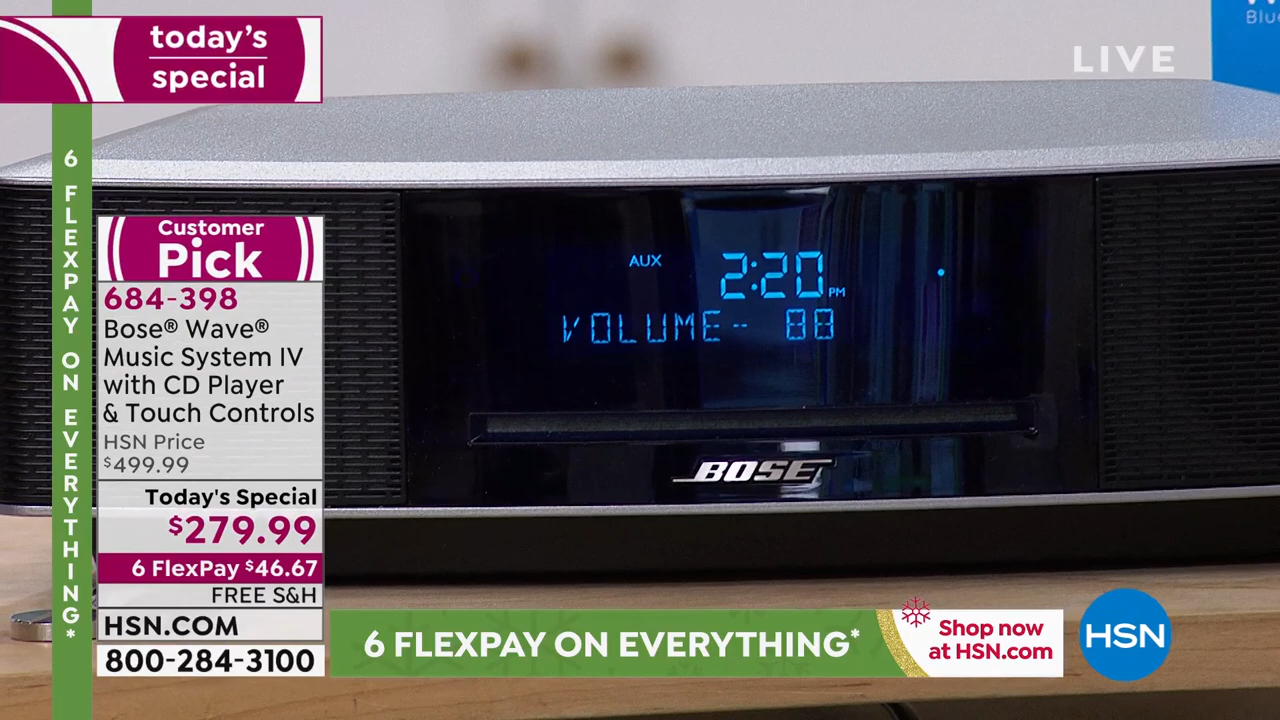 today's
special
LIVE
6 FLEXPAY ON EVERYTHING*
Customer
Pick
684-398
Bose® Wave®
Music System IV
with CD Player
& Touch Controls
HSN Price
$499.99
Today's Special
$279.99
6 FlexPay $46.67
FREE S&H
HSN.COM
800-284-3100
AUX 2:20 PM
VOLUME- 88
BOSE
6 FLEXPAY ON EVERYTHING*
Shop now
at HSN.com
HSN